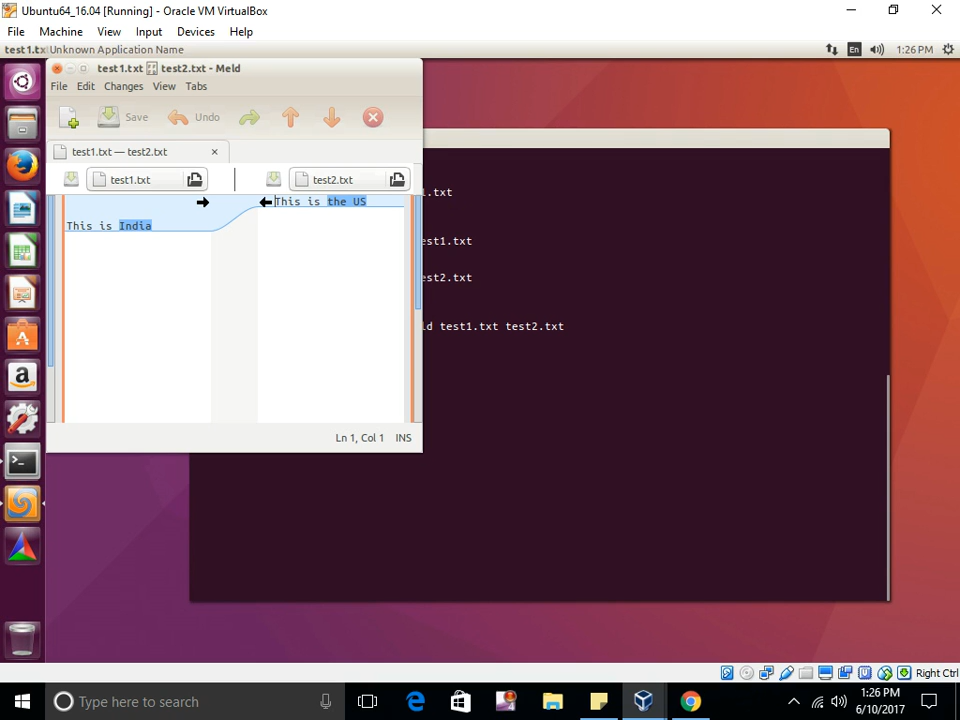 Ubuntu64_16.04 [Running] - Oracle VM VirtualBox
File Machine View Input Devices Help
test1.tx Unknown Application Name En 1:26 PM
test1.txt test2.txt - Meld
File Edit Changes View Tabs
Save Undo
test1.txt — test2.txt ×
test1.txt test2.txt
This is the US
This is India
Ln 1, Col 1 INS
1.txt
est1.txt
est2.txt
ld test1.txt test2.txt
a
>_
Right Ctrl
Type here to search
1:26 PM
6/10/2017